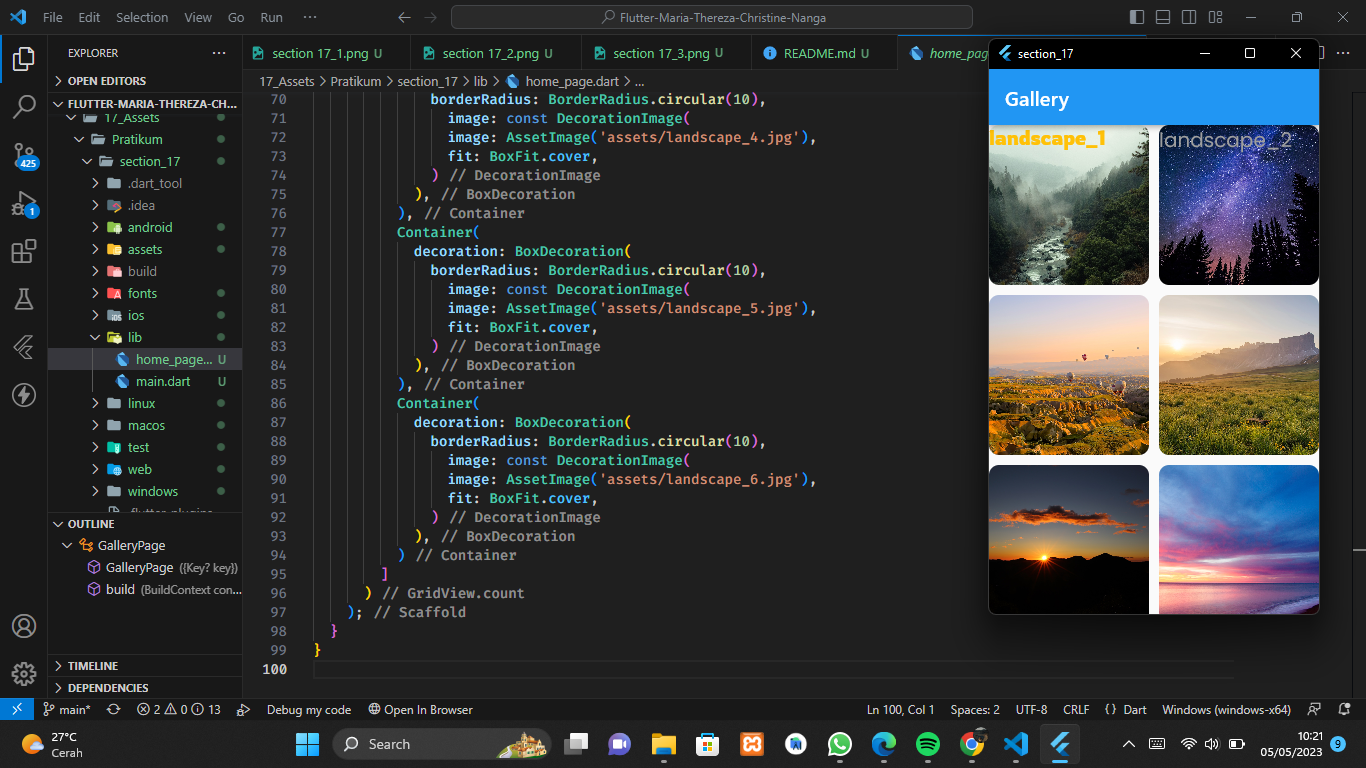 File Edit Selection View Go Run ···
Flutter-Maria-Thereza-Christine-Nanga
EXPLORER ···
OPEN EDITORS
FLUTTER-MARIA-THEREZA-CH...
17_Assets
Pratikum
section_17
.dart_tool
.idea
android
assets
build
fonts
ios
lib
home_page... U
main.dart U
linux
macos
test
web
windows
.flutter-plugins
OUTLINE
GalleryPage
GalleryPage ({Key? key})
build (BuildContext con...
TIMELINE
DEPENDENCIES
425
1
section 17_1.png U
section 17_2.png U
section 17_3.png U
README.md U
home_pag
17_Assets > Pratikum > section_17 > lib > home_page.dart > ...
70 borderRadius: BorderRadius.circular(10),
71 image: const DecorationImage(
72 image: AssetImage('assets/landscape_4.jpg'),
73 fit: BoxFit.cover,
74 ) // DecorationImage
75 ), // BoxDecoration
76 ), // Container
77 Container(
78 decoration: BoxDecoration(
79 borderRadius: BorderRadius.circular(10),
80 image: const DecorationImage(
81 image: AssetImage('assets/landscape_5.jpg'),
82 fit: BoxFit.cover,
83 ) // DecorationImage
84 ), // BoxDecoration
85 ), // Container
86 Container(
87 decoration: BoxDecoration(
88 borderRadius: BorderRadius.circular(10),
89 image: const DecorationImage(
90 image: AssetImage('assets/landscape_6.jpg'),
91 fit: BoxFit.cover,
92 ) // DecorationImage
93 ), // BoxDecoration
94 ) // Container
95 ]
96 ) // GridView.count
97 ); // Scaffold
98 }
99 }
100
section_17
Gallery
landscape_1
landscape_2
main* 2 0 13 Debug my code Open In Browser
Ln 100, Col 1 Spaces: 2 UTF-8 CRLF {} Dart Windows (windows-x64)
27°C
Cerah
Search
10:21
05/05/2023
9